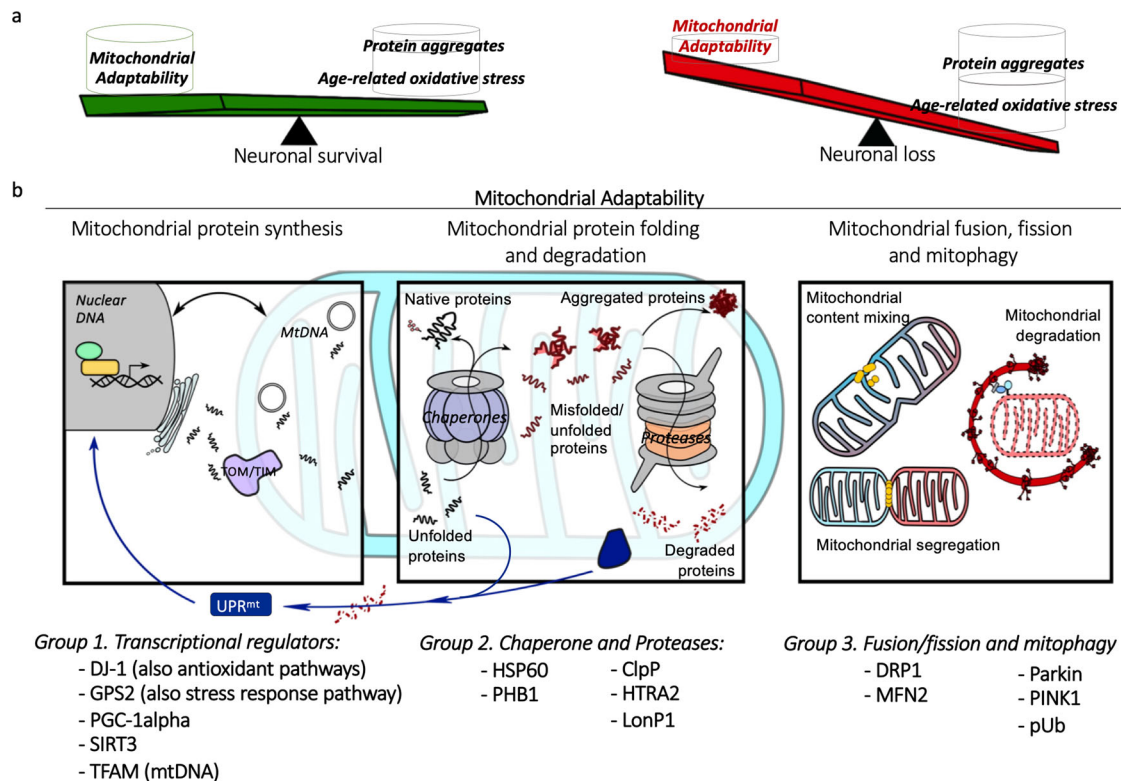 a
Mitochondrial
Adaptability
Protein aggregates
Age-related oxidative stress
Neuronal survival
Mitochondrial
Adaptability
Protein aggregates
Age-related oxidative stress
Neuronal loss
b
Mitochondrial Adaptability
Mitochondrial protein synthesis
Mitochondrial protein folding
and degradation
Mitochondrial fusion, fission
and mitophagy
Nuclear
DNA
MtDNA
TOM/TIM
Native proteins
Aggregated proteins
Chaperones
Misfolded/
unfolded
proteins
Proteases
Unfolded
proteins
Degraded
proteins
Mitochondrial
content mixing
Mitochondrial
degradation
Mitochondrial segregation
UPRmt
Group 1. Transcriptional regulators:
- DJ-1 (also antioxidant pathways)
- GPS2 (also stress response pathway)
- PGC-1alpha
- SIRT3
- TFAM (mtDNA)
Group 2. Chaperone and Proteases:
- HSP60
- PHB1
- ClpP
- HTRA2
- LonP1
Group 3. Fusion/fission and mitophagy
- DRP1
- MFN2
- Parkin
- PINK1
- pUb